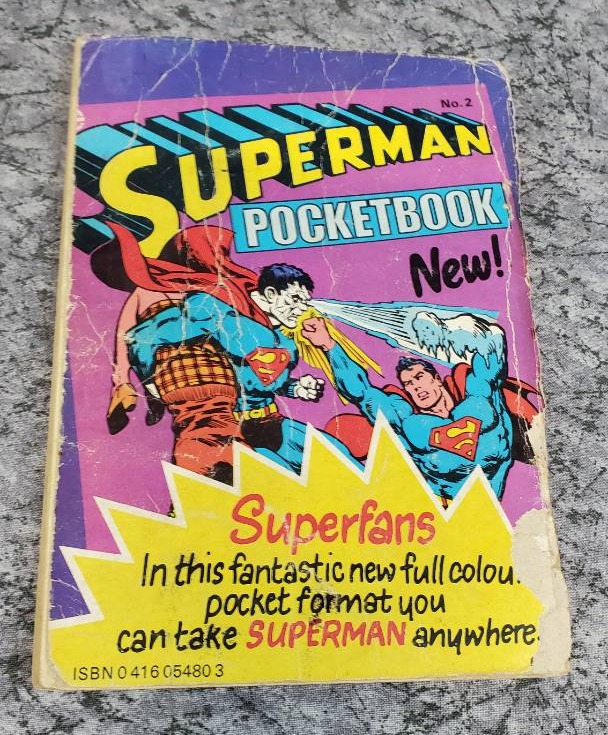 No. 2
SUPERMAN
POCKETBOOK
New!
Superfans
In this fantastic new full colou.
pocket format you
can take SUPERMAN anywhere.
ISBN 0 416 05480 3